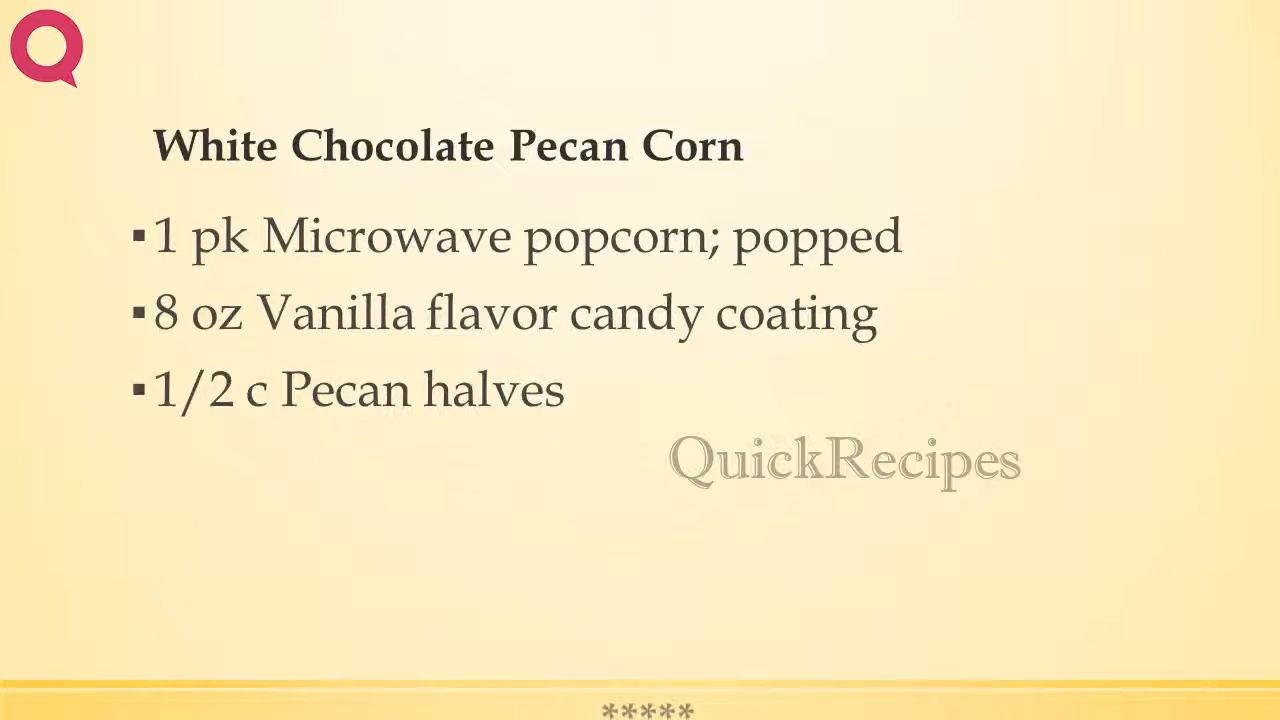 White Chocolate Pecan Corn
▪1 pk Microwave popcorn; popped
▪8 oz Vanilla flavor candy coating
▪1/2 c Pecan halves
QuickRecipes
*****